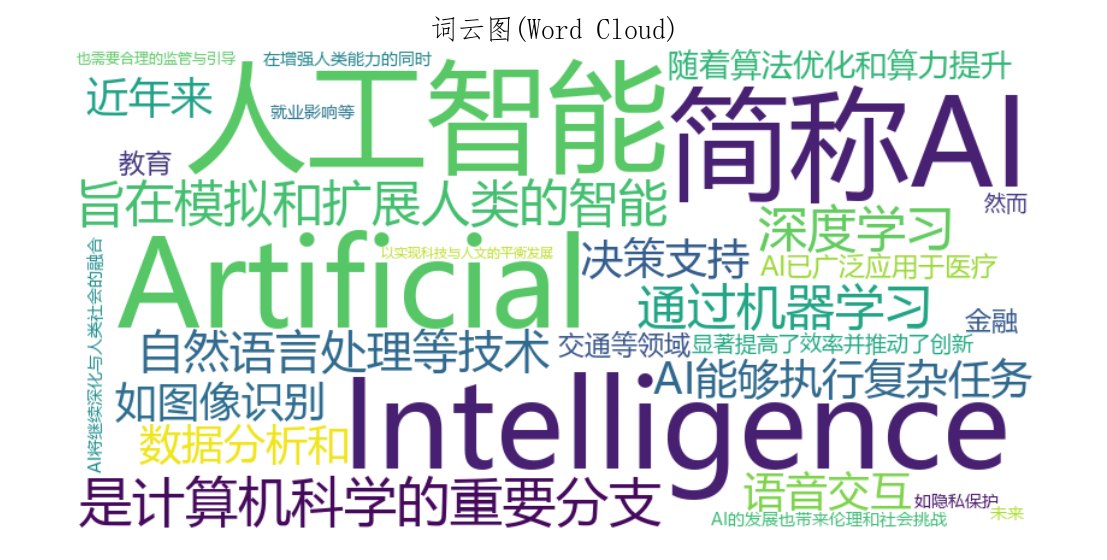 词云图(Word Cloud)
也需要合理的监管与引导
在增强人类能力的同时
随着算法优化和算力提升
近年来
人工智能
简称AI
就业影响等
教育
旨在模拟和扩展人类的智能
然而
深度学习
Artificial
以实现科技与人文的平衡发展
决策支持
AI已广泛应用于医疗
AI将继续深化与人类社会的融合
通过机器学习
金融
自然语言处理等技术
交通等领域
显著提高了效率并推动了创新
Intelligence
AI能够执行复杂任务
如图像识别
数据分析和
是计算机科学的重要分支
语音交互
如隐私保护
AI的发展也带来伦理和社会挑战
未来